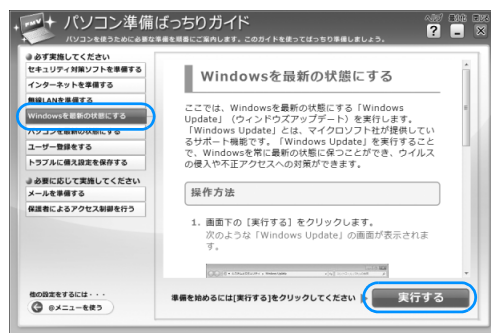 FMV
パソコン準備ばっちりガイド
ヘルプ 最小化 閉じる
パソコンを使うために必要な準備を順番にご案内します。このガイドを使ってばっちり準備しましょう。
必ず実施してください
セキュリティ対策ソフトを準備する
インターネットを準備する
無線LANを準備する
Windowsを最新の状態にする
パソコンを最新の状態にする
ユーザー登録をする
トラブルに備え設定を保存する
必要に応じて実施してください
メールを準備する
保護者によるアクセス制御を行う
他の設定をするには・・・
@メニューを使う
Windowsを最新の状態にする
ここでは、Windowsを最新の状態にする「Windows
Update」（ウィンドウズアップデート）を実行します。
「Windows Update」とは、マイクロソフト社が提供してい
るサポート機能です。「Windows Update」を実行すること
で、Windowsを常に最新の状態に保つことができ、ウイルス
の侵入や不正アクセスへの対策ができます。
操作方法
1. 画面下の［実行する］をクリックします。
次のような「Windows Update」の画面が表示されま
す。
準備を始めるには[実行する]をクリックしてください
実行する